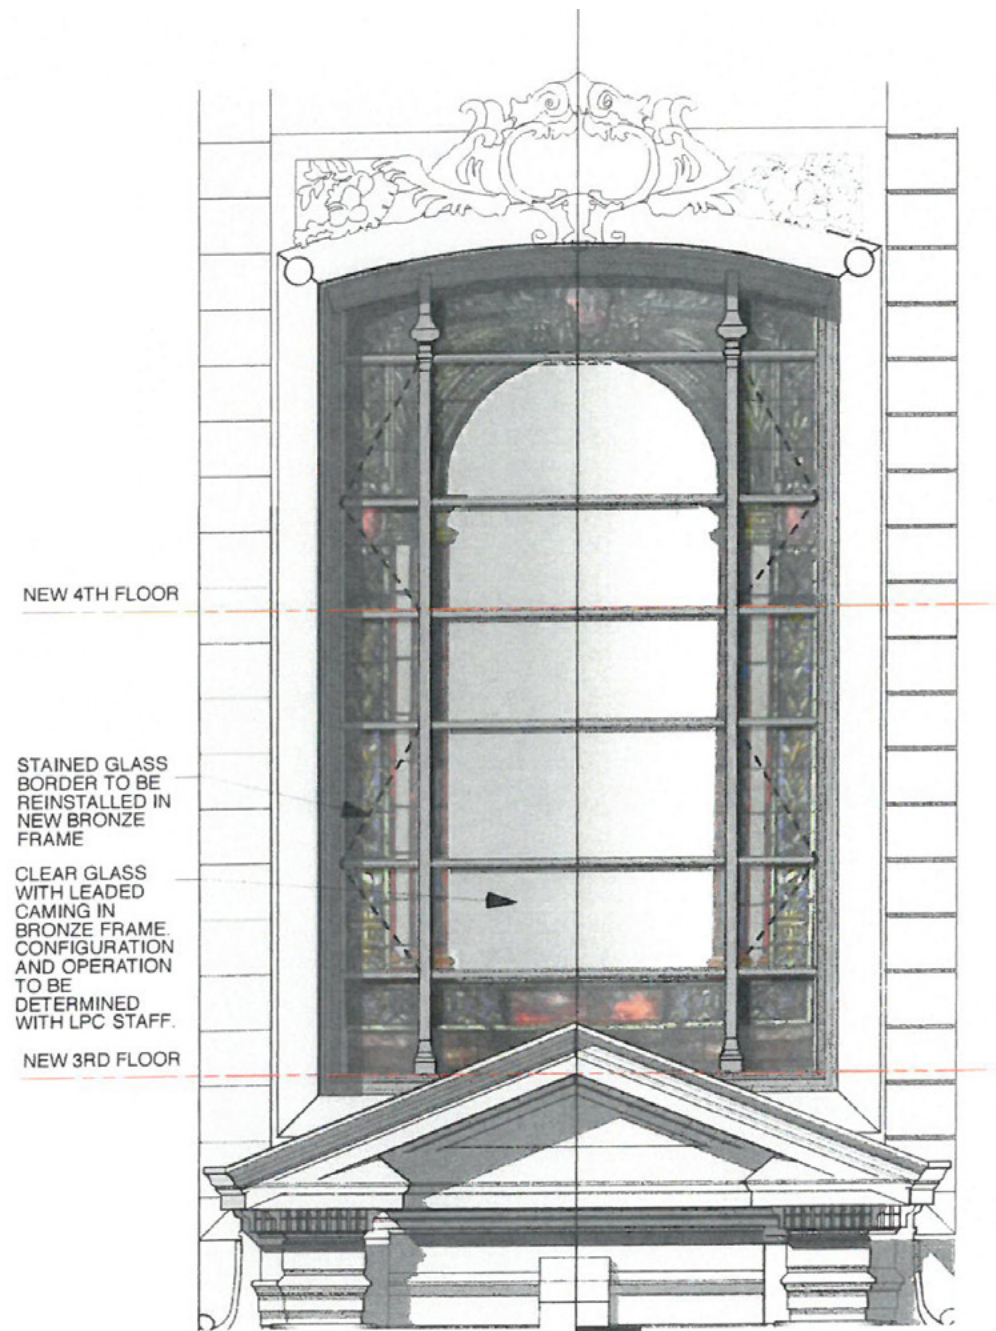 NEW 4TH FLOOR
STAINED GLASS
BORDER TO BE
REINSTALLED IN
NEW BRONZE
FRAME
CLEAR GLASS
WITH LEADED
CAMING IN
BRONZE FRAME.
CONFIGURATION
AND OPERATION
TO BE
DETERMINED
WITH LPC STAFF.
NEW 3RD FLOOR